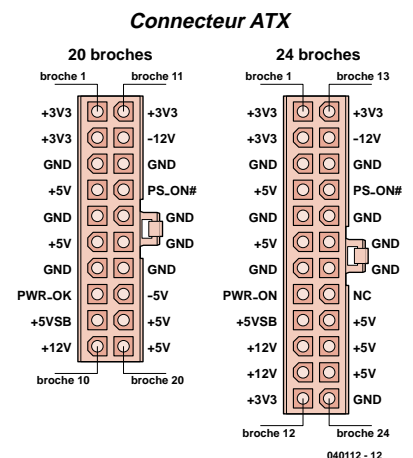 Connecteur ATX
20 broches
broche 1 broche 11
+3V3 +3V3
+3V3 -12V
GND GND
+5V PS_ON#
GND GND
+5V GND
GND GND
PWR_OK -5V
+5VSB +5V
+12V +5V
broche 10 broche 20
24 broches
broche 1 broche 13
+3V3 +3V3
+3V3 -12V
GND GND
+5V PS_ON#
GND GND
+5V GND
GND GND
PWR_ON NC
+5VSB +5V
+12V +5V
+12V +5V
+3V3 GND
broche 12 broche 24
040112 - 12